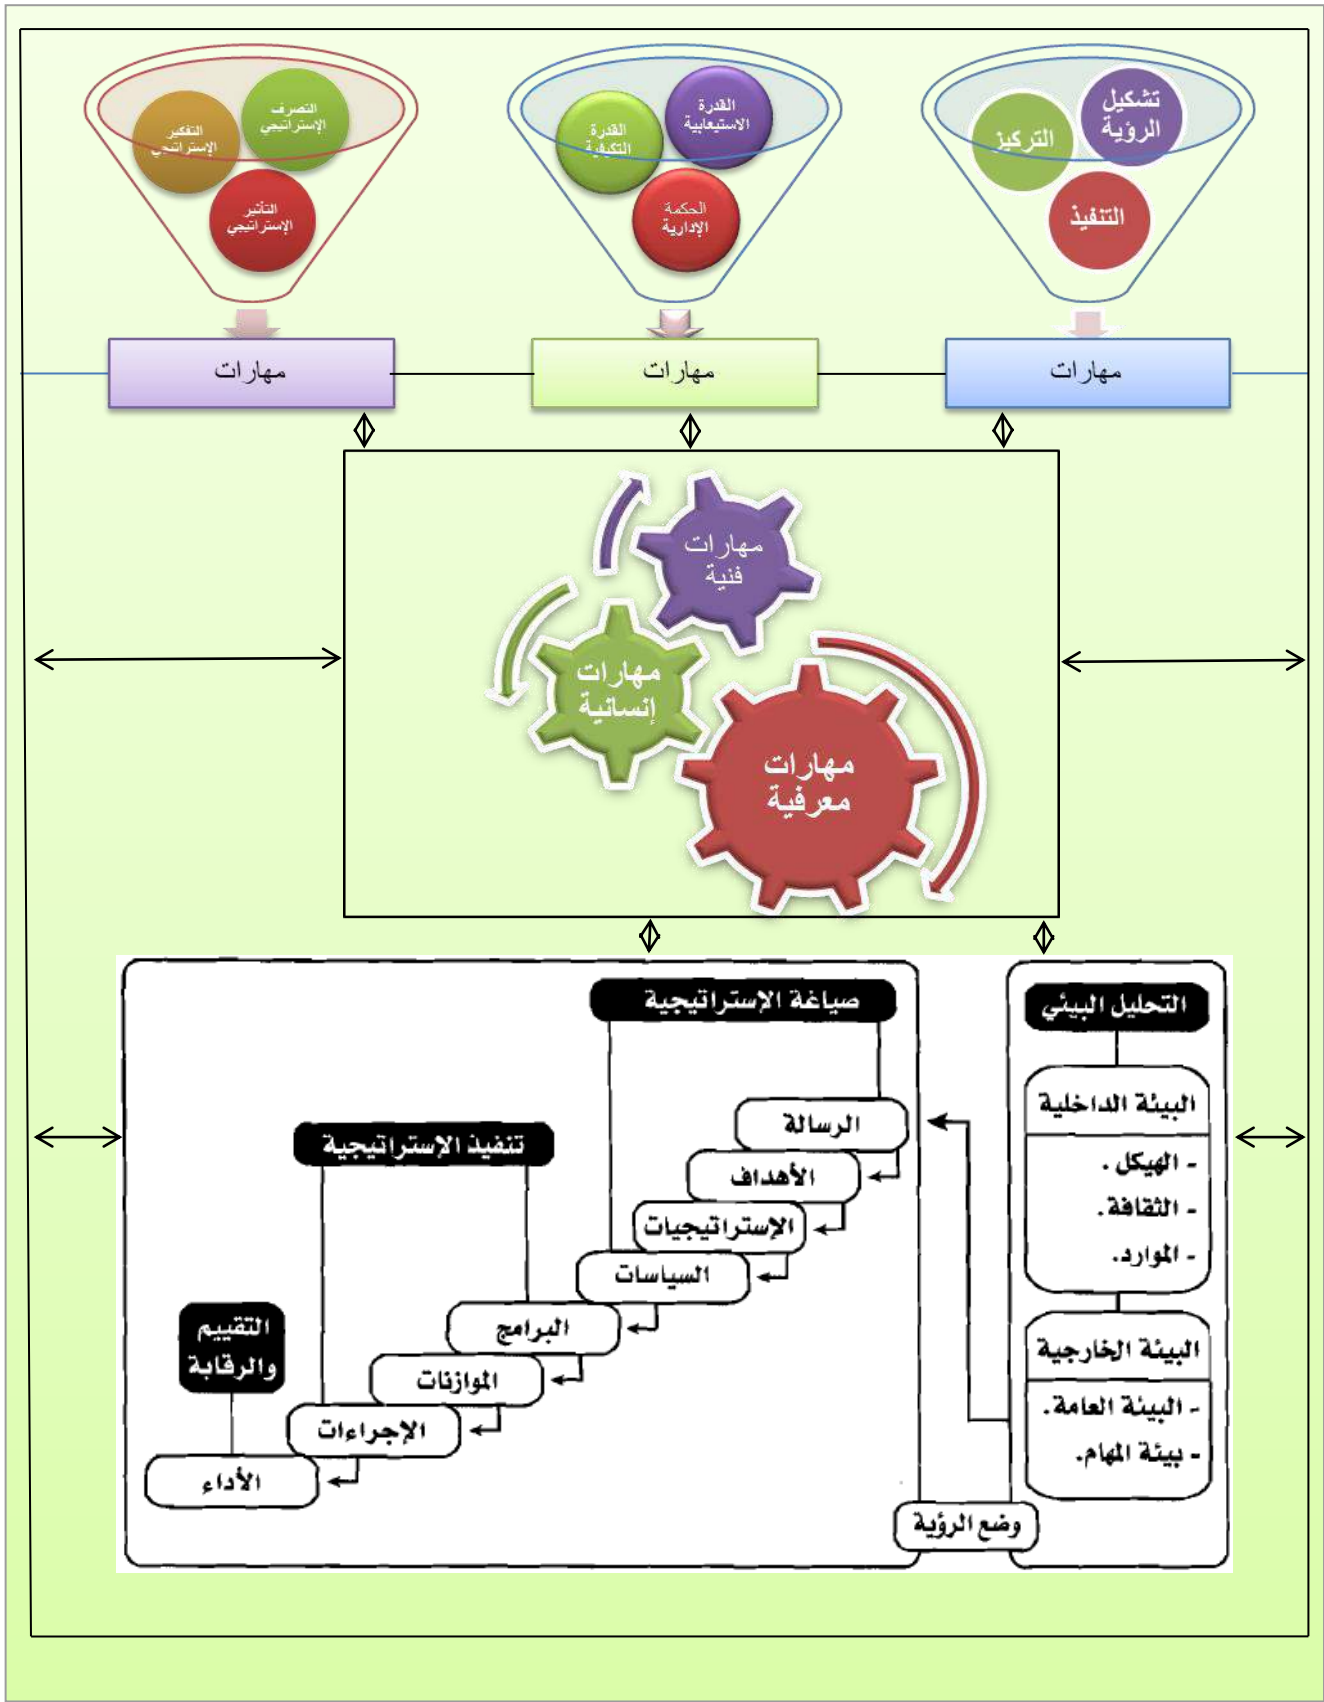 تشكيل
الرؤية
التركيز
التنفيذ
القدرة
الاستيعابية
القدرة
التكيفية
الحكمة
الإدارية
التصرف
الإستراتيجي
التفكير
الإستراتيجي
التأثير
الإستراتيجي
مهارات
مهارات
مهارات
مهارات
فنية
مهارات
إنسانية
مهارات
معرفية
التحليل البيئي
البيئة الداخلية
- الهيكل .
- الثقافة.
- الموارد.
البيئة الخارجية
- البيئة العامة.
- بيئة المهام.
وضع الرؤية
صياغة الإستراتيجية
الرسالة
الأهداف
الإستراتيجيات
السياسات
تنفيذ الإستراتيجية
البرامج
الموازنات
الإجراءات
التقييم
والرقابة
الأداء